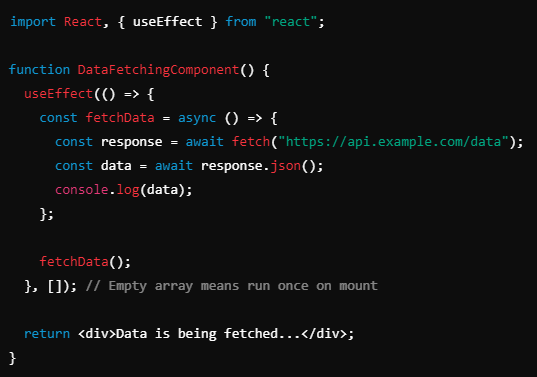 import React, { useEffect } from "react";
function DataFetchingComponent() {
useEffect(() => {
const fetchData = async () => {
const response = await fetch("https://api.example.com/data");
const data = await response.json();
console.log(data);
};
fetchData();
}, []); // Empty array means run once on mount
return <div>Data is being fetched...</div>;
}